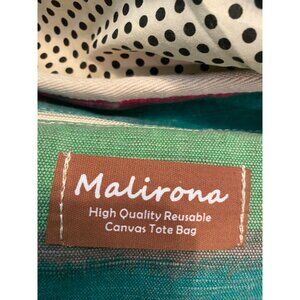 Malirona
High Quality Reusable
Canvas Tote Bag